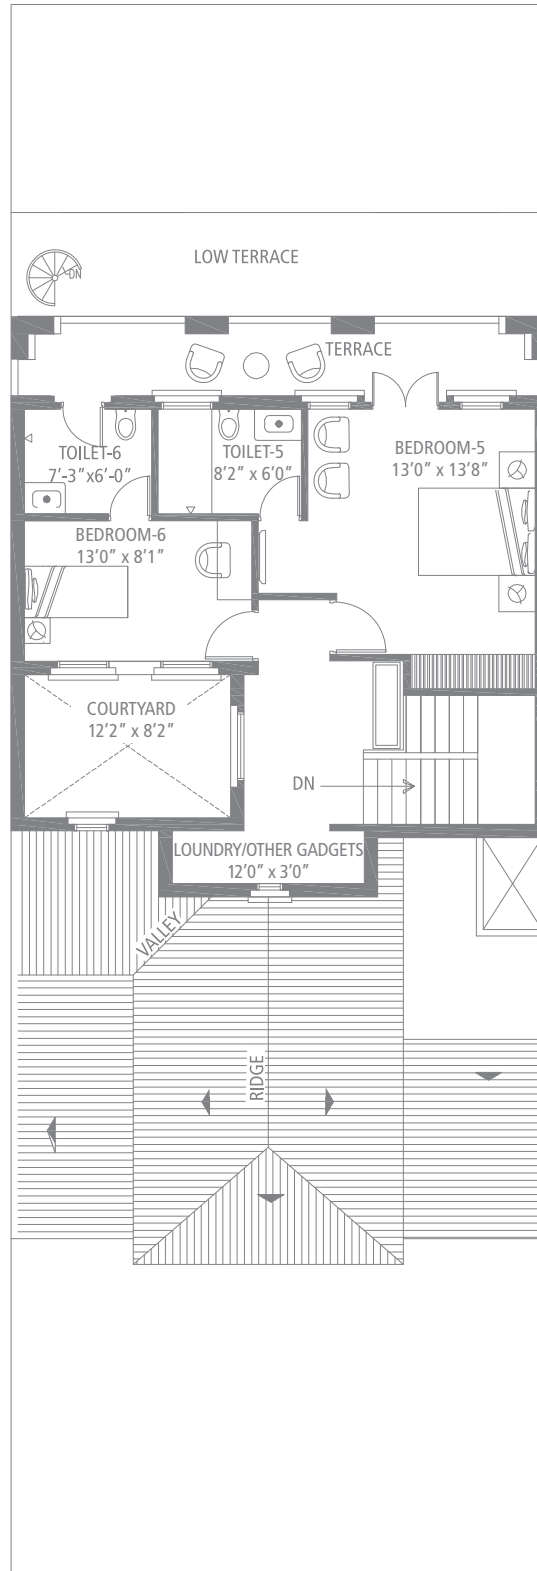 LOW TERRACE
DN
TERRACE
TOILET-6
7'-3"x6'-0"
TOILET-5
8'2" x 6'0"
BEDROOM-5
13'0" x 13'8"
BEDROOM-6
13'0" x 8'1"
COURTYARD
12'2" x 8'2"
DN
LOUNDRY/OTHER GADGETS
12'0" x 3'0"
VALLEY
RIDGE